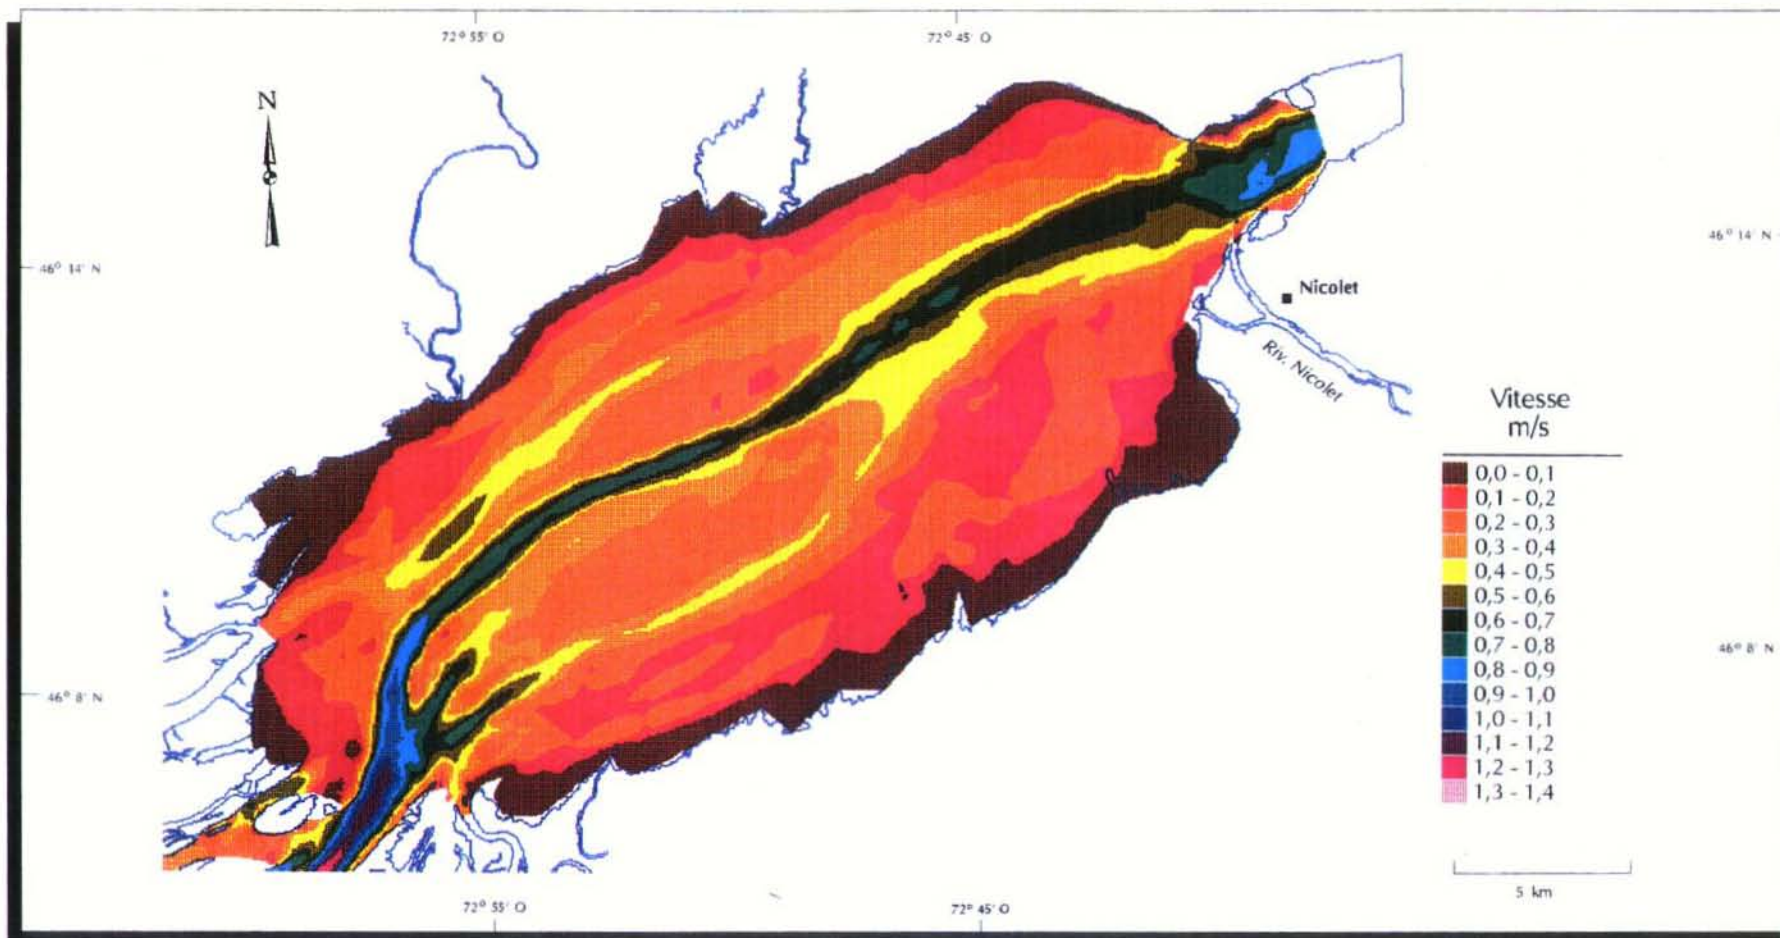 72° 55' O
72° 45' O
N
46° 14' N
46° 14' N
Nicolet
Riv. Nicolet
Vitesse
m/s
0,0 - 0,1
0,1 - 0,2
0,2 - 0,3
0,3 - 0,4
0,4 - 0,5
0,5 - 0,6
0,6 - 0,7
0,7 - 0,8
0,8 - 0,9
0,9 - 1,0
1,0 - 1,1
1,1 - 1,2
1,2 - 1,3
1,3 - 1,4
46° 8' N
46° 8' N
5 km
72° 55' O
72° 45' O